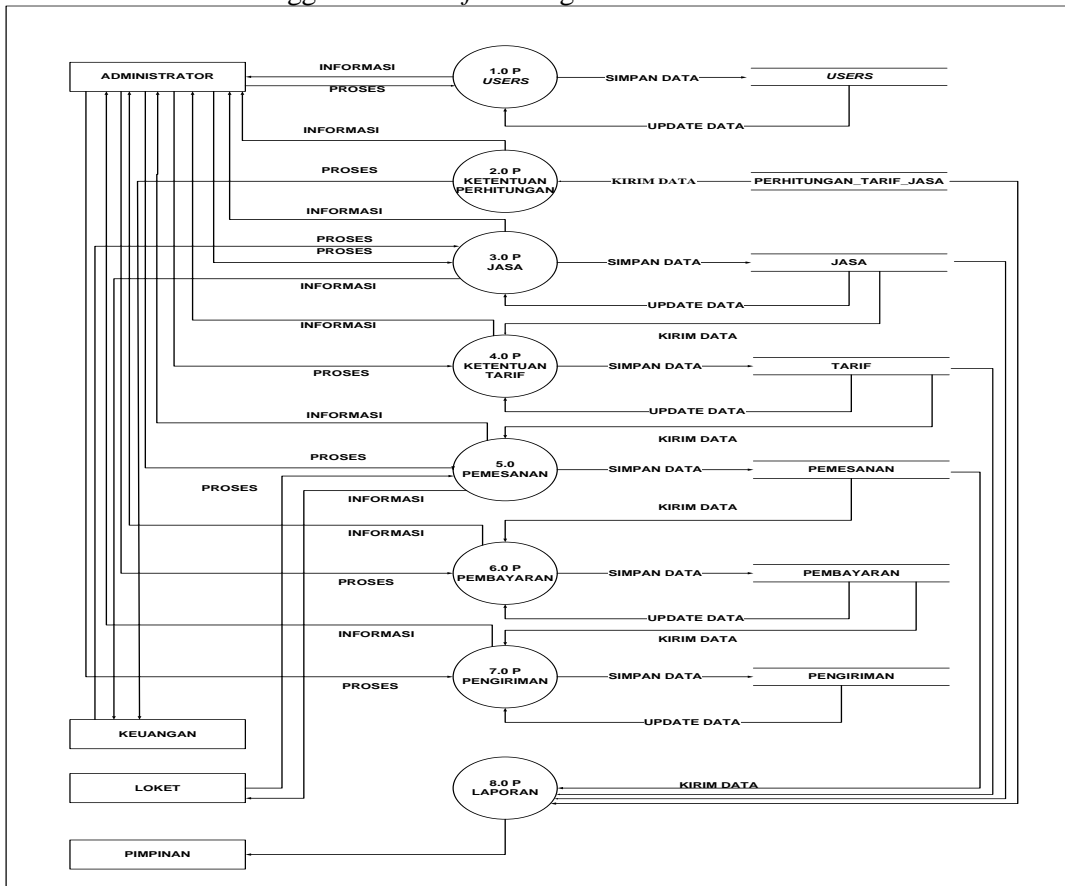 ADMINISTRATOR
INFORMASI
PROSES
1.0 P
USERS
SIMPAN DATA
USERS
UPDATE DATA
INFORMASI
PROSES
2.0 P
KETENTUAN
PERHITUNGAN
KIRIM DATA
PERHITUNGAN_TARIF_JASA
INFORMASI
PROSES
PROSES
INFORMASI
3.0 P
JASA
SIMPAN DATA
JASA
UPDATE DATA
KIRIM DATA
INFORMASI
PROSES
4.0 P
KETENTUAN
TARIF
SIMPAN DATA
TARIF
UPDATE DATA
KIRIM DATA
INFORMASI
PROSES
PROSES
INFORMASI
5.0
PEMESANAN
SIMPAN DATA
PEMESANAN
KIRIM DATA
INFORMASI
PROSES
6.0 P
PEMBAYARAN
SIMPAN DATA
PEMBAYARAN
UPDATE DATA
KIRIM DATA
INFORMASI
PROSES
7.0 P
PENGIRIMAN
SIMPAN DATA
PENGIRIMAN
UPDATE DATA
KEUANGAN
LOKET
8.0 P
LAPORAN
KIRIM DATA
PIMPINAN